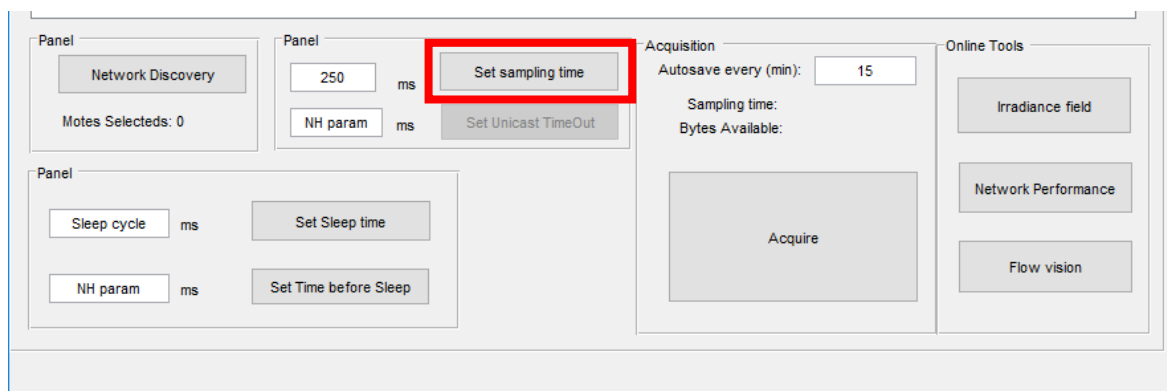 Panel
Network Discovery
Motes Selecteds: 0
Panel
250 ms Set sampling time
NH param ms Set Unicast TimeOut
Acquisition
Autosave every (min): 15
Sampling time:
Bytes Available:
Acquire
Online Tools
Irradiance field
Network Performance
Flow vision
Panel
Sleep cycle ms Set Sleep time
NH param ms Set Time before Sleep